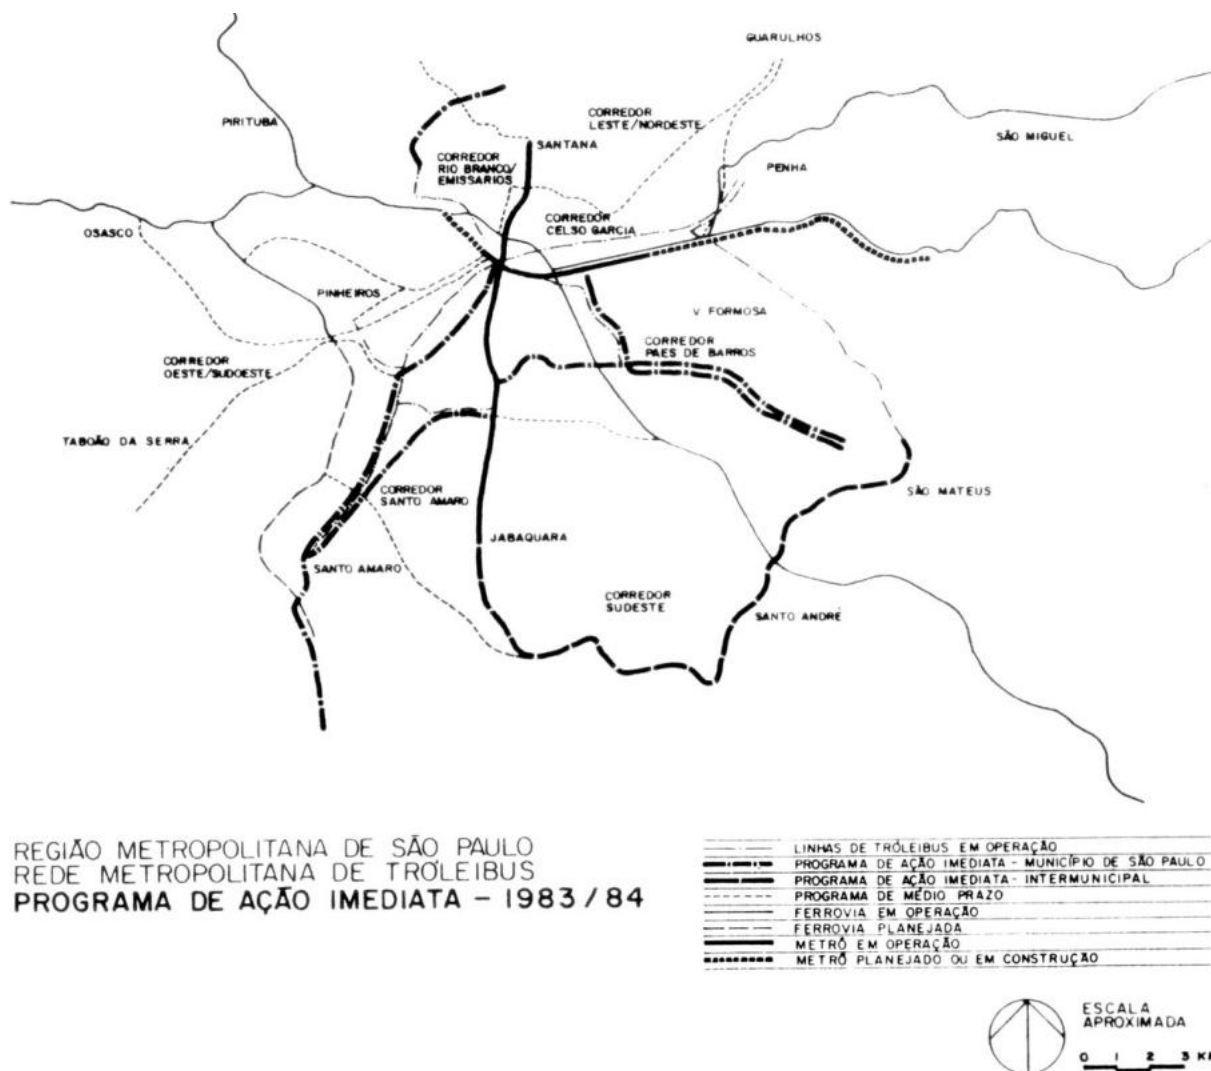 GUARULHOS
CORREDOR
LESTE/NORDESTE
PIRITUBA
SÃO MIGUEL
SANTANA
CORREDOR
RIO BRANCO/
EMISSARIOS
PENHA
CORREDOR
CELSO GARCIA
OSASCO
PINHEIROS
V FORMOSA
CORREDOR
PAES DE BARROS
CORREDOR
OESTE/SUDOESTE
TABOÃO DA SERRA
CORREDOR
SANTO AMARO
SÃO MATEUS
JABAQUARA
SANTO AMARO
CORREDOR
SUDESTE
SANTO ANDRÉ
REGIÃO METROPOLITANA DE SÃO PAULO
REDE METROPOLITANA DE TRÓLEIBUS
PROGRAMA DE AÇÃO IMEDIATA - 1983/84
LINHAS DE TRÓLEIBUS EM OPERAÇÃO
PROGRAMA DE AÇÃO IMEDIATA - MUNICÍPIO DE SÃO PAULO
PROGRAMA DE AÇÃO IMEDIATA - INTERMUNICIPAL
PROGRAMA DE MÉDIO PRAZO
FERROVIA EM OPERAÇÃO
FERROVIA PLANEJADA
METRÔ EM OPERAÇÃO
METRÔ PLANEJADO OU EM CONSTRUÇÃO
ESCALA
APROXIMADA
0 1 2 3 K